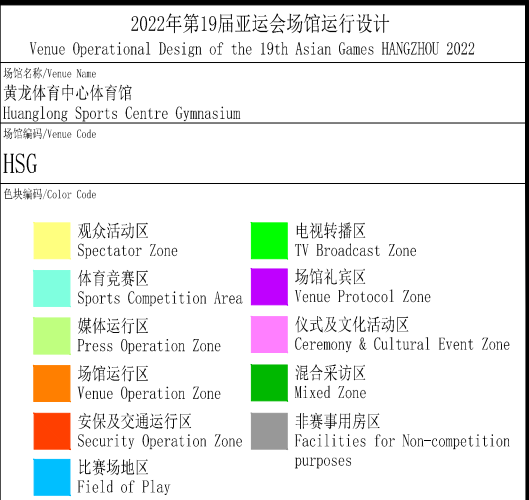 2022年第19届亚运会场馆运行设计
Venue Operational Design of the 19th Asian Games HANGZHOU 2022
场馆名称/Venue Name
黄龙体育中心体育馆
Huanglong Sports Centre Gymnasium
场馆编码/Venue Code
HSG
色块编码/Color Code
观众活动区
Spectator Zone
体育竞赛区
Sports Competition Area
媒体运行区
Press Operation Zone
场馆运行区
Venue Operation Zone
安保及交通运行区
Security Operation Zone
比赛场地区
Field of Play
电视转播区
TV Broadcast Zone
场馆礼宾区
Venue Protocol Zone
仪式及文化活动区
Ceremony & Cultural Event Zone
混合采访区
Mixed Zone
非赛事用房区
Facilities for Non-competition
purposes